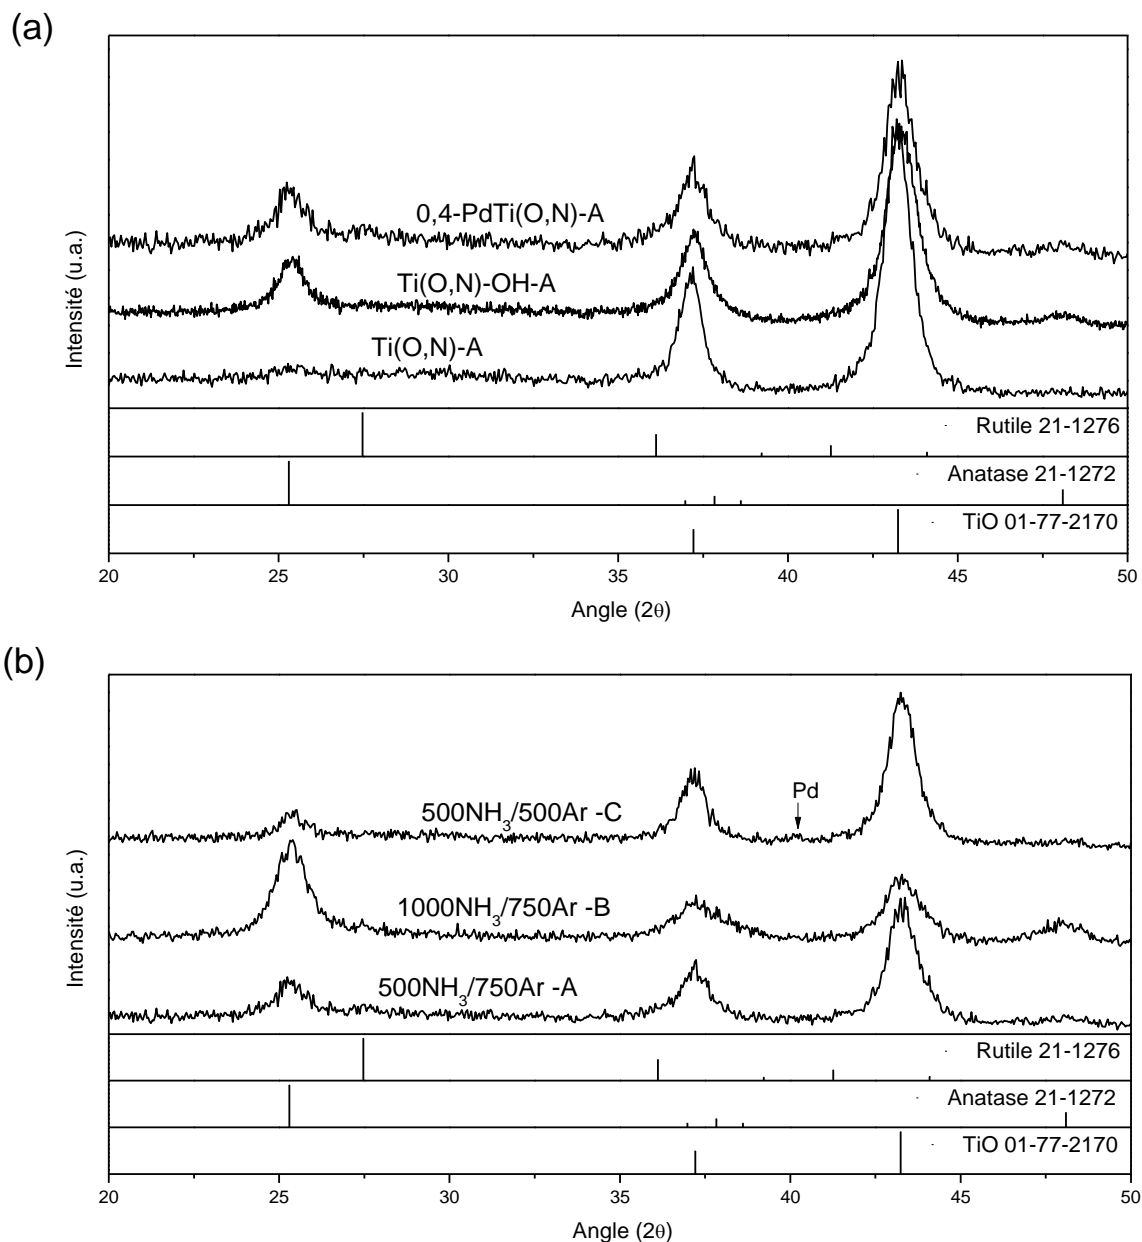 (a)
0,4-PdTi(O,N)-A
Ti(O,N)-OH-A
Ti(O,N)-A
Intensité (u.a.)
Rutile 21-1276
Anatase 21-1272
TiO 01-77-2170
20 25 30 35 40 45 50
Angle (2θ)
(b)
Pd
500NH₃/500Ar -C
1000NH₃/750Ar -B
500NH₃/750Ar -A
Intensité (u.a.)
Rutile 21-1276
Anatase 21-1272
TiO 01-77-2170
20 25 30 35 40 45 50
Angle (2θ)